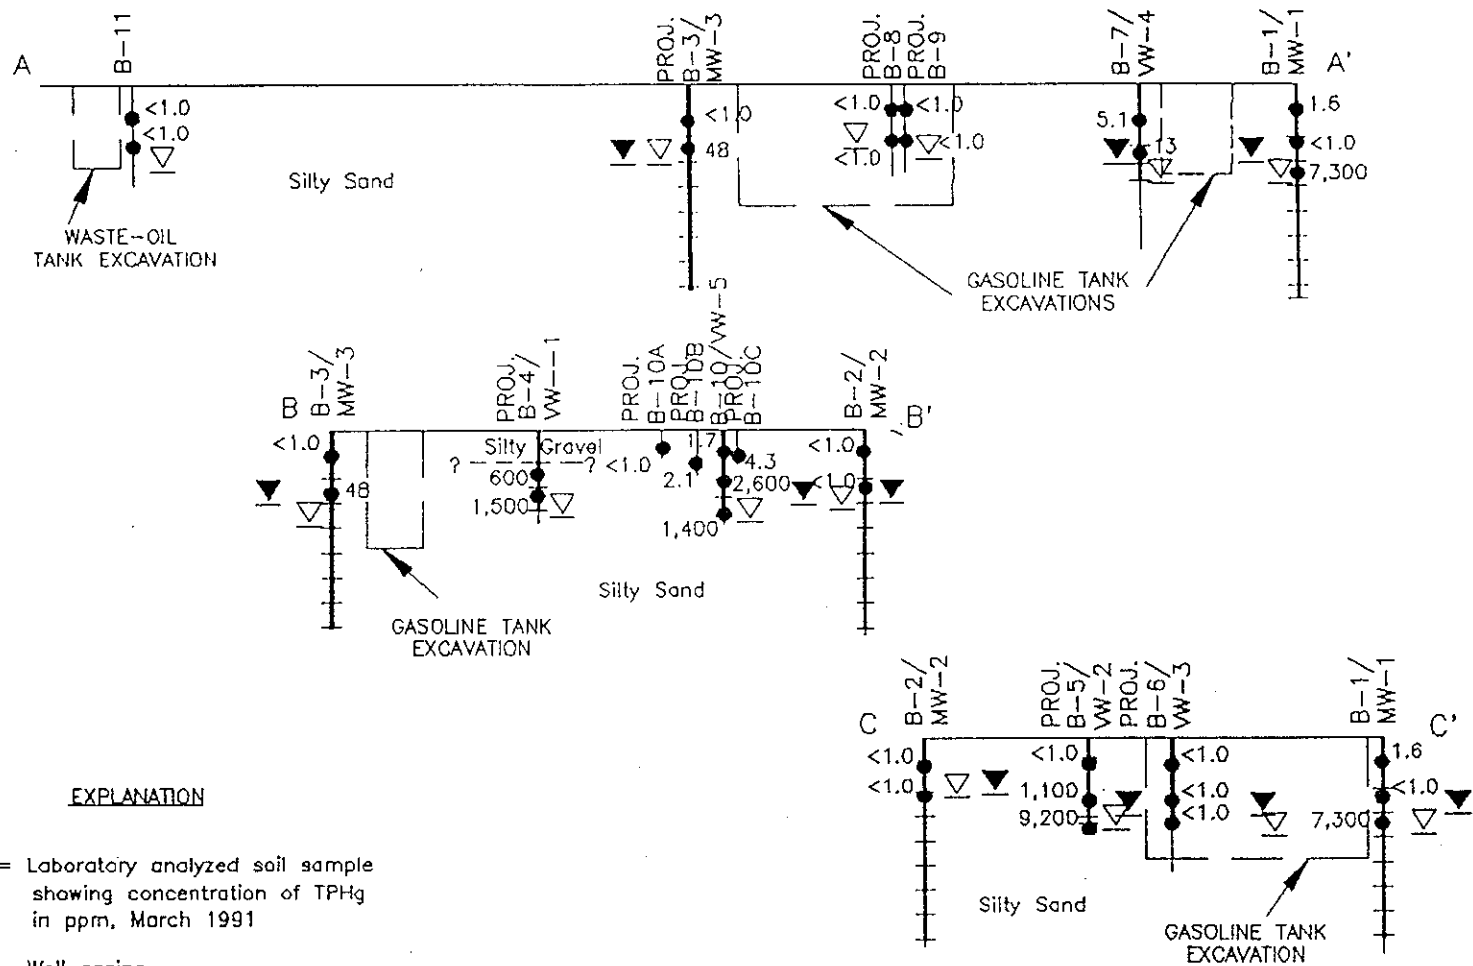 A
B-11
PROJ.
B-3/
MW-3
PROJ.
B-8
PROJ.
B-9
B-7/
VW-4
B-1/
MW-1
A'
<1.0
<1.0
<1.0
48
<1.0
<1.0
<1.0
<1.0
5.1
13
1.6
<1.0
7,300
Silty Sand
WASTE-OIL
TANK EXCAVATION
GASOLINE TANK
EXCAVATIONS
B
B-3/
MW-3
PROJ.
B-4/
VW-1
PROJ.
B-10A
PROJ.
B-10B
B-10/VW-5
PROJ.
B-10C
B-2/
MW-2
B'
<1.0
48
Silty Gravel
? ?
600
1,500
<1.0
2.1
1.7
4.3
2,600
1,400
<1.0
<1.0
Silty Sand
GASOLINE TANK
EXCAVATION
C
B-2/
MW-2
PROJ.
B-5/
VW-2
PROJ.
B-6/
VW-3
B-1/
MW-1
C'
<1.0
<1.0
<1.0
1,100
9,200
<1.0
<1.0
<1.0
1.6
<1.0
7,300
Silty Sand
GASOLINE TANK
EXCAVATION
EXPLANATION
= Laboratory analyzed soil sample
showing concentration of TPHg
in ppm, March 1991